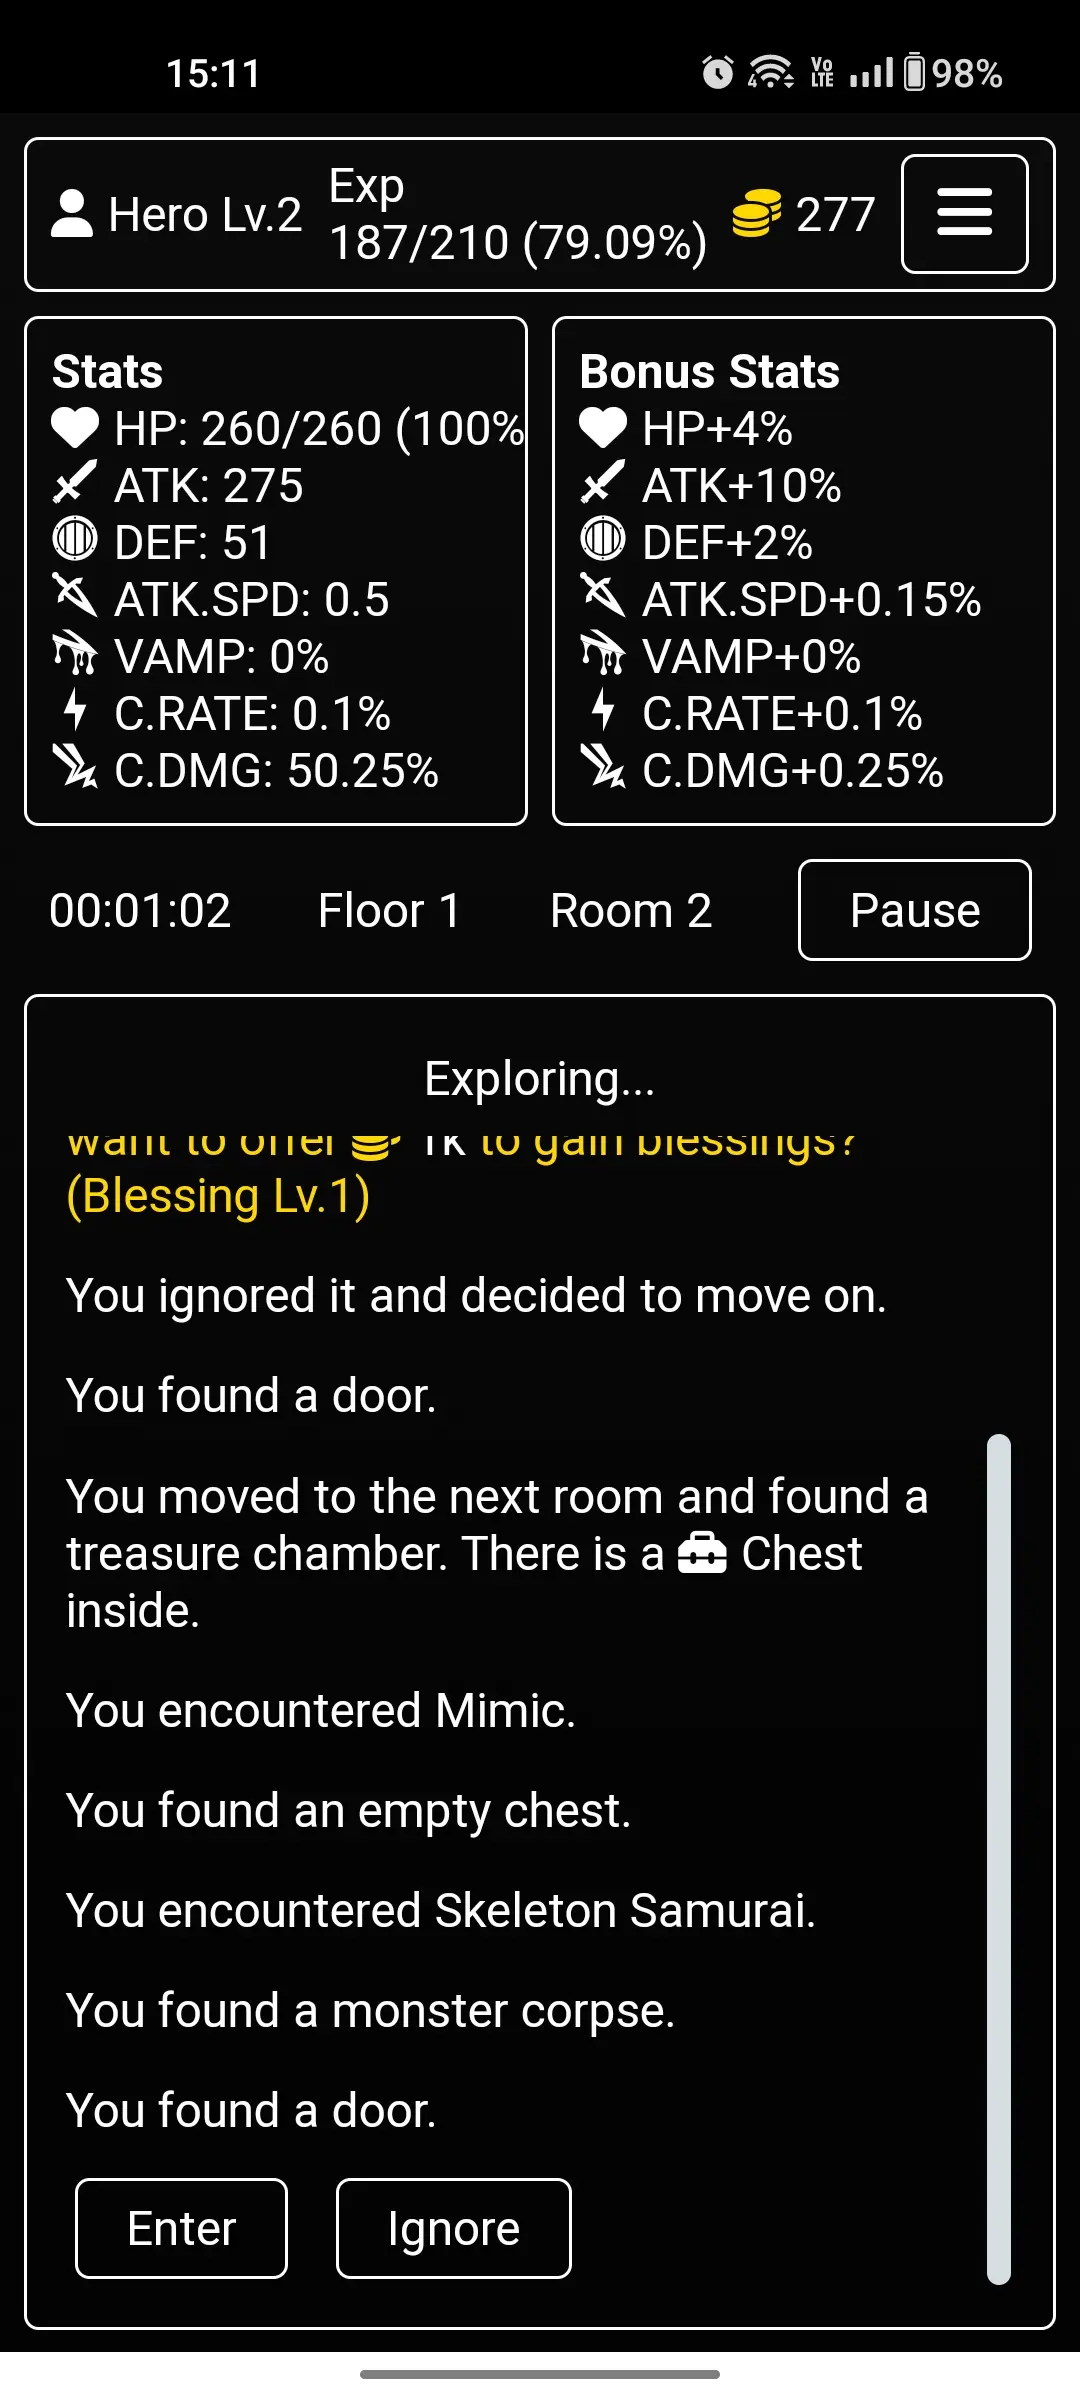 15:11
4
Vo
LTE
98%
Hero Lv.2
Exp
187/210 (79.09%)
277
Stats
HP: 260/260 (100%
ATK: 275
DEF: 51
ATK.SPD: 0.5
VAMP: 0%
C.RATE: 0.1%
C.DMG: 50.25%
Bonus Stats
HP+4%
ATK+10%
DEF+2%
ATK.SPD+0.15%
VAMP+0%
C.RATE+0.1%
C.DMG+0.25%
00:01:02
Floor 1
Room 2
Pause
Exploring...
want to offer 1k to gain blessings?
(Blessing Lv.1)
You ignored it and decided to move on.
You found a door.
You moved to the next room and found a
treasure chamber. There is a Chest
inside.
You encountered Mimic.
You found an empty chest.
You encountered Skeleton Samurai.
You found a monster corpse.
You found a door.
Enter
Ignore